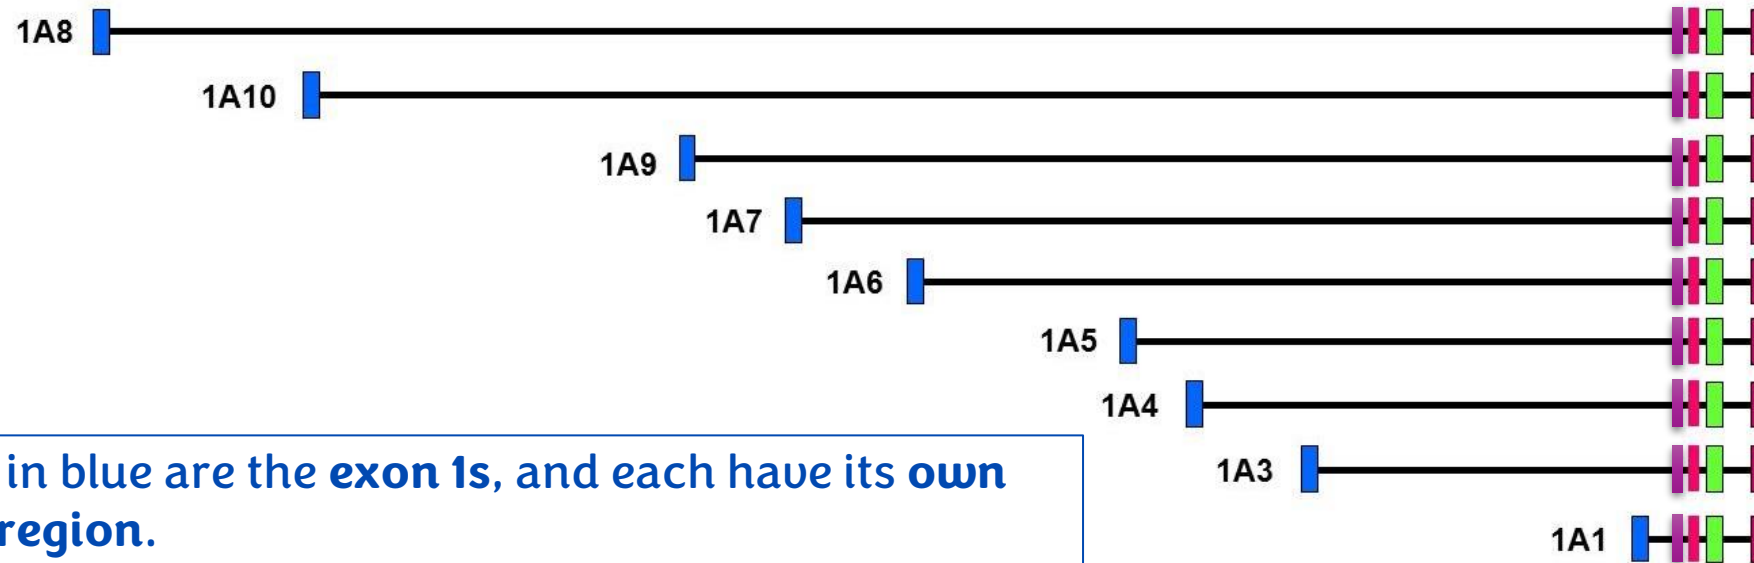 1A8
1A10
1A9
1A7
1A6
1A5
1A4
1A3
in blue are the exon 1s, and each have its own
region.
1A1